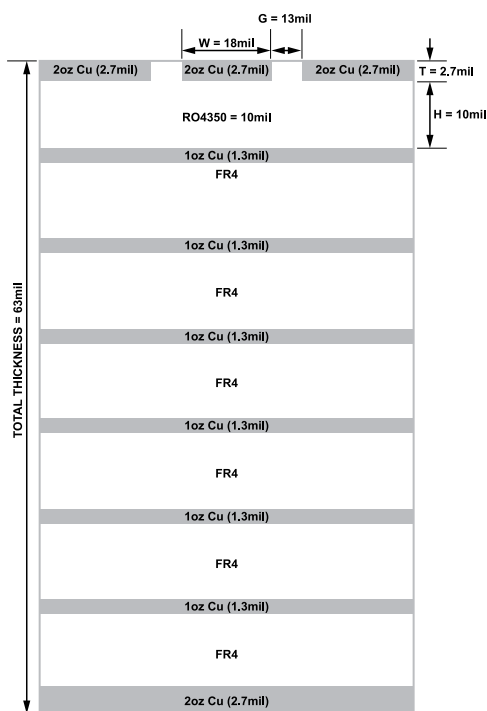 G = 13mil
W = 18mil
2oz Cu (2.7mil) 2oz Cu (2.7mil) 2oz Cu (2.7mil) T = 2.7mil
RO4350 = 10mil H = 10mil
1oz Cu (1.3mil)
FR4
1oz Cu (1.3mil)
FR4
1oz Cu (1.3mil)
FR4
1oz Cu (1.3mil)
FR4
1oz Cu (1.3mil)
FR4
1oz Cu (1.3mil)
FR4
2oz Cu (2.7mil)
TOTAL THICKNESS = 63mil